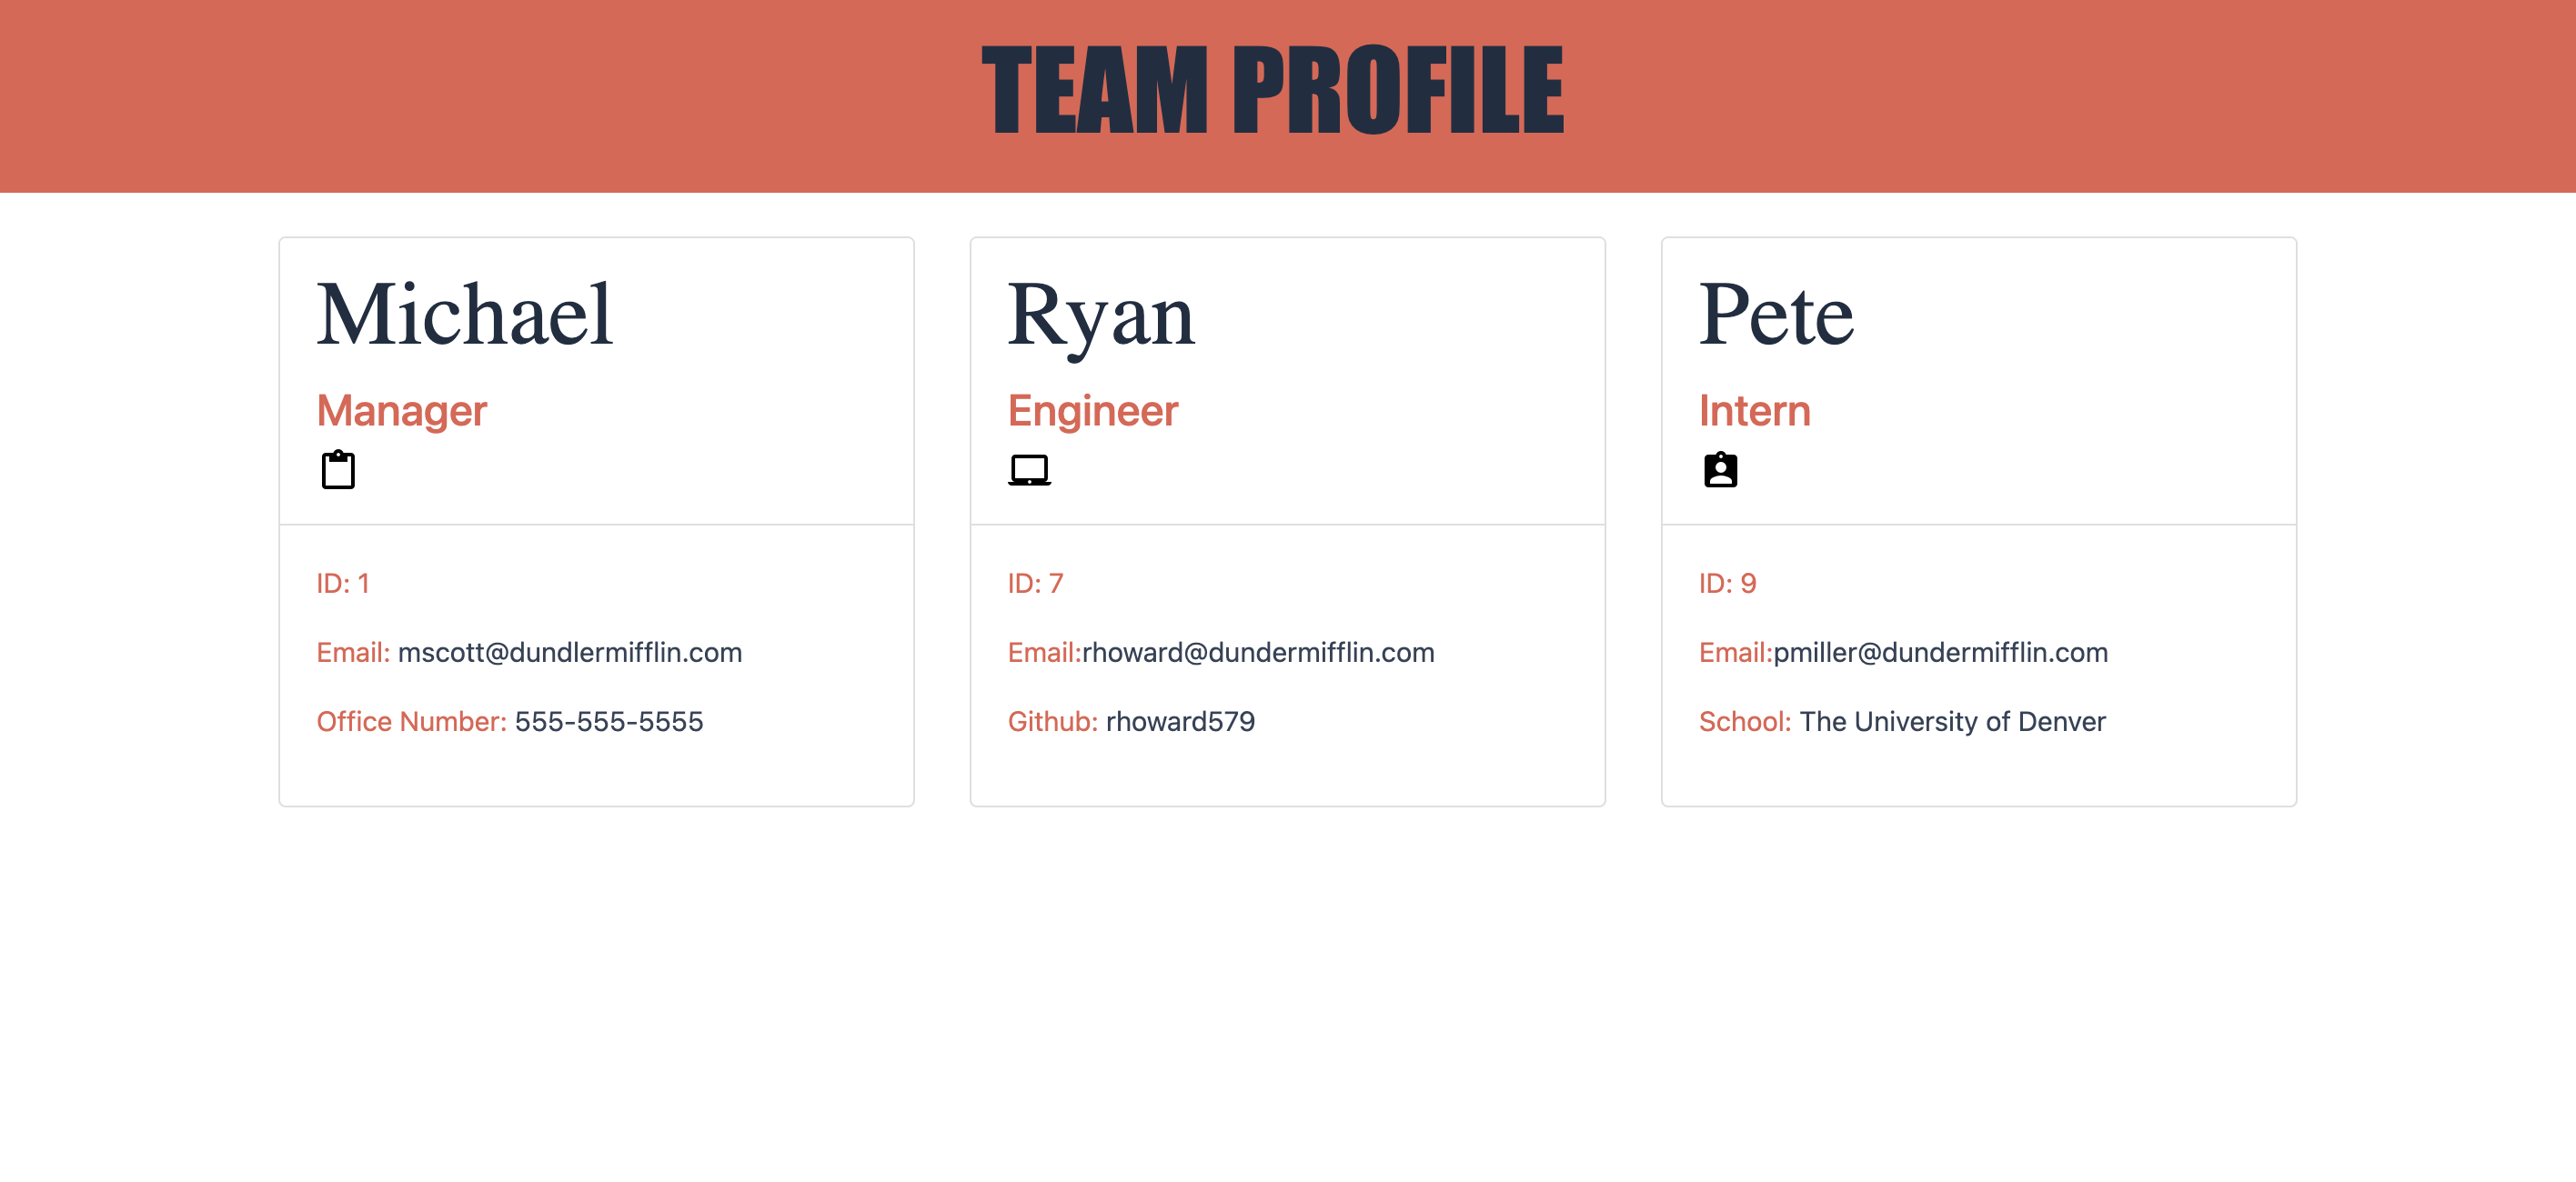 TEAM PROFILE
Michael
Manager
ID: 1
Email: mscott@dundlermifflin.com
Office Number: 555-555-5555
Ryan
Engineer
ID: 7
Email:rhoward@dundermifflin.com
Github: rhoward579
Pete
Intern
ID: 9
Email:pmiller@dundermifflin.com
School: The University of Denver